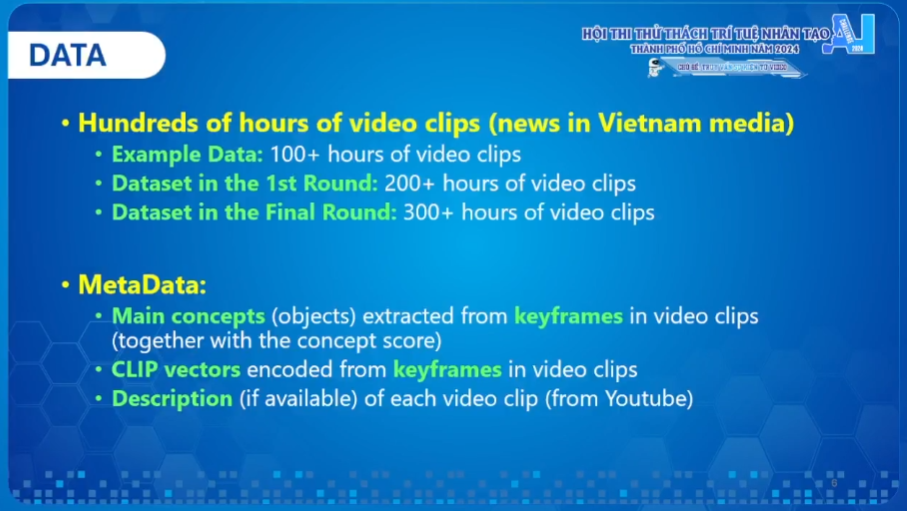 HỘI THI THỬ THÁCH TRÍ TUỆ NHÂN TẠO
THÀNH PHỐ HỒ CHÍ MINH NĂM 2024
AI
CHALLENGE
2024
DATA
• Hundreds of hours of video clips (news in Vietnam media)
• Example Data: 100+ hours of video clips
• Dataset in the 1st Round: 200+ hours of video clips
• Dataset in the Final Round: 300+ hours of video clips
• MetaData:
• Main concepts (objects) extracted from keyframes in video clips
(together with the concept score)
• CLIP vectors encoded from keyframes in video clips
• Description (if available) of each video clip (from Youtube)
6